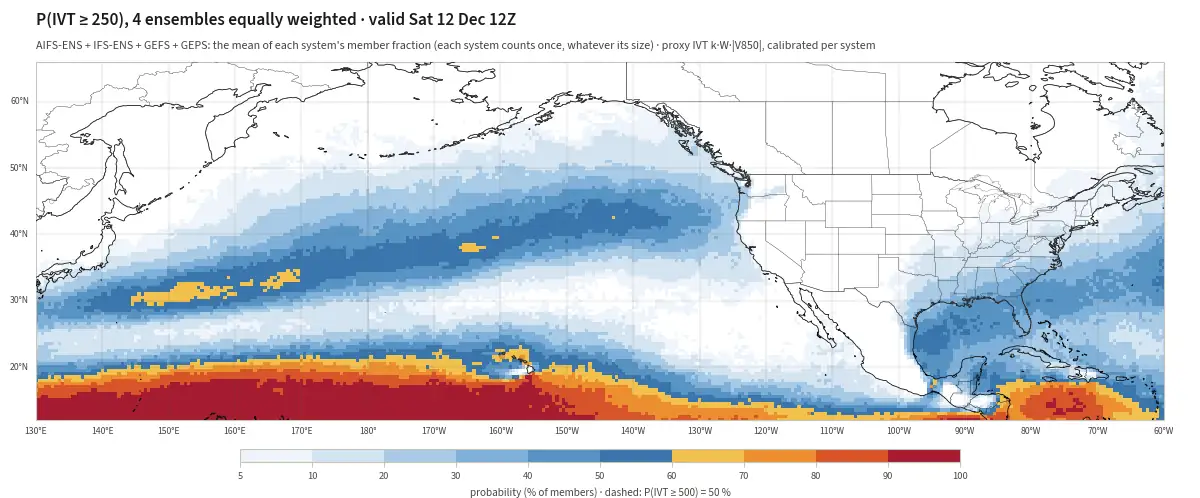 P(IVT ≥ 250), 4 ensembles equally weighted · valid Sat 12 Dec 12Z
AIFS-ENS + IFS-ENS + GEFS + GEPS: the mean of each system's member fraction (each system counts once, whatever its size) · proxy IVT k·W·|V850|, calibrated per system
60°N
50°N
40°N
30°N
20°N
130°E 140°E 150°E 160°E 170°E 180° 170°W 160°W 150°W 140°W 130°W 120°W 110°W 100°W 90°W 80°W 70°W 60°W
5 10 20 30 40 50 60 70 80 90 100
probability (% of members) · dashed: P(IVT ≥ 500) = 50 %